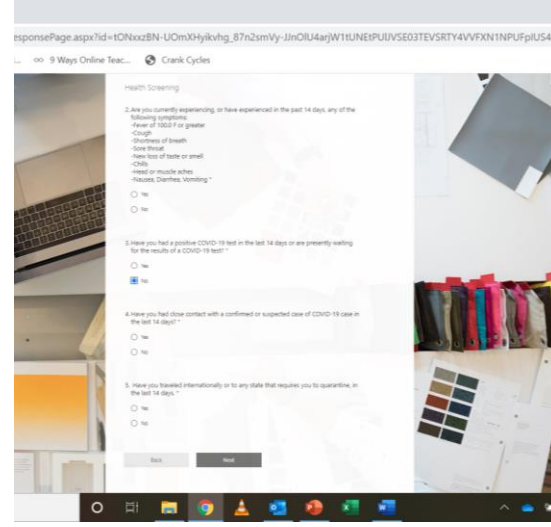 esponsePage.aspx?id=tONxxzBN-UOmXHyikvhg_87n2smVy-JJnOlU4arjW1tUNEtPUlJVSE03TEVSRTY4VVFXN1NPUFplUS4
9 Ways Online Teac...
Crank Cycles
Health Screening
2. Are you currently experiencing, or have experienced in the past 14 days, any of the
following symptoms:
-Fever of 100.0 F or greater
-Cough
-Shortness of breath
-Sore throat
-New loss of taste or smell
-Chills
-Head or muscle aches
-Nausea, Diarrhea, Vomiting *
Yes
No
3. Have you had a positive COVID-19 test in the last 14 days or are presently waiting
for the results of a COVID-19 test? *
Yes
No
4. Have you had close contact with a confirmed or suspected case of COVID-19 case in
the last 14 days? *
Yes
No
5. Have you traveled internationally or to any state that requires you to quarantine, in
the last 14 days. *
Yes
No
Back
Next